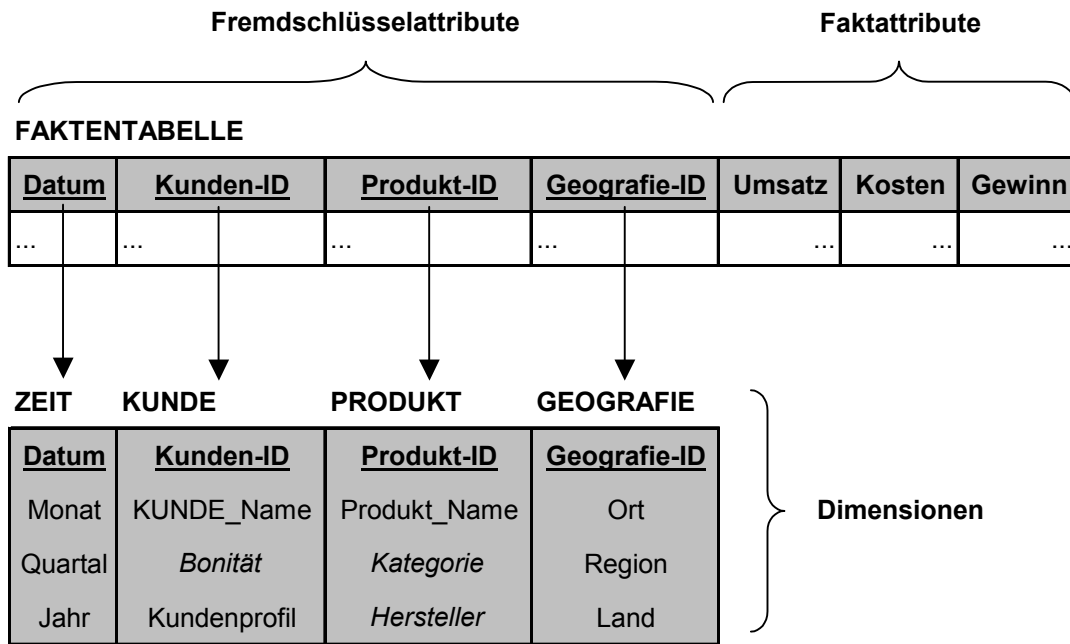 Fremdschlüsselattribute Faktattribute
FAKTENTABELLE
Datum Kunden-ID Produkt-ID Geografie-ID Umsatz Kosten Gewinn
... ... ... ... ... ... ...
ZEIT KUNDE PRODUKT GEOGRAFIE
Datum Kunden-ID Produkt-ID Geografie-ID
Monat KUNDE_Name Produkt_Name Ort
Quartal Bonität Kategorie Region
Jahr Kundenprofil Hersteller Land
Dimensionen